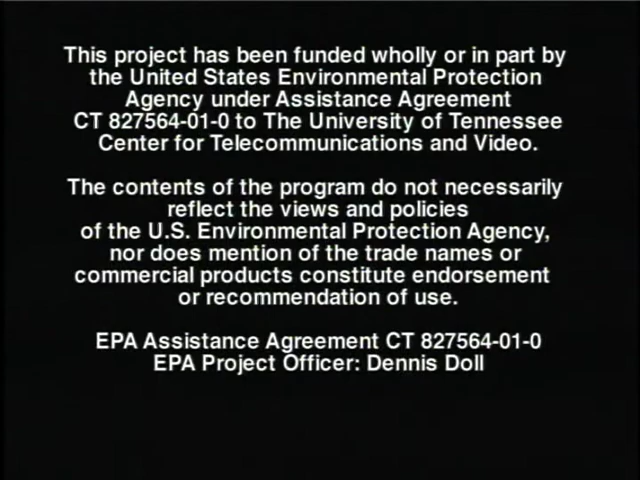 This project has been funded wholly or in part by
the United States Environmental Protection
Agency under Assistance Agreement
CT 827564-01-0 to The University of Tennessee
Center for Telecommunications and Video.
The contents of the program do not necessarily
reflect the views and policies
of the U.S. Environmental Protection Agency,
nor does mention of the trade names or
commercial products constitute endorsement
or recommendation of use.
EPA Assistance Agreement CT 827564-01-0
EPA Project Officer: Dennis Doll